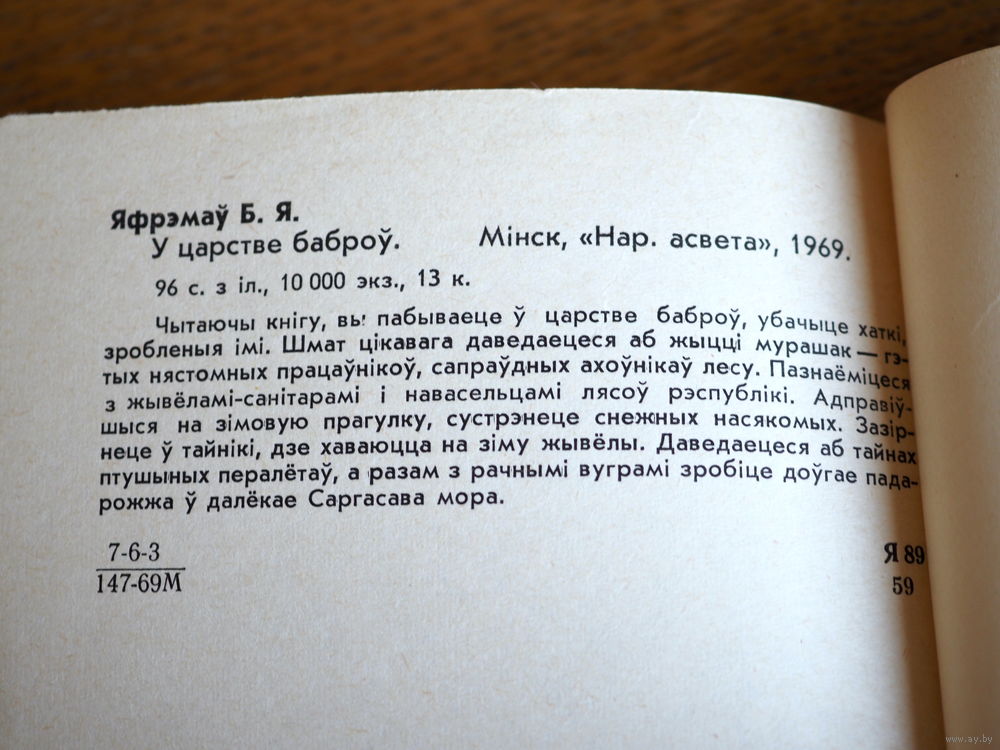 Яфрэмаў Б. Я.
У царстве баброў. Мінск, «Нар. асвета», 1969.
96 с. з іл., 10 000 экз., 13 к.
Чытаючы кнігу, вы пабываеце ў царстве баброў, убачыце хаткі,
зробленыя імі. Шмат цікавага даведаецеся аб жыцці мурашак — гэ-
тых нястомных працаўнікоў, сапраўдных ахоўнікаў лесу. Пазнаёміцеся
з жывёламі-санітарамі і навасельцамі лясоў рэспублікі. Адправіў-
шыся на зімовую прагулку, сустрэнеце снежных насякомых. Зазір-
неце ў тайнікі, дзе хаваюцца на зіму жывёлы. Даведаецеся аб тайнах
птушыных пералётаў, а разам з рачнымі вуграмі зробіце доўгае пада-
рожжа ў далёкае Саргасава мора.
7-6-3
147-69М
Я 89
59
www.ay.by